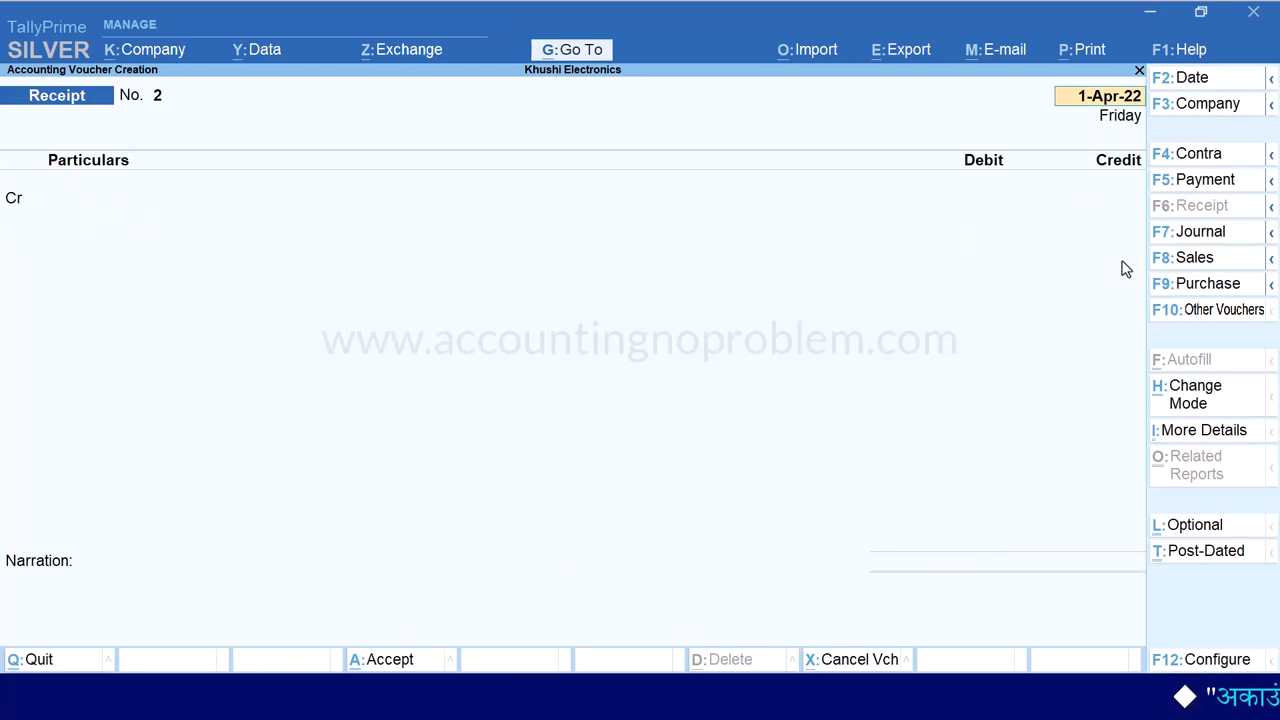 TallyPrime MANAGE
SILVER K:Company Y:Data Z:Exchange G:Go To O:Import E:Export M:E-mail P:Print F1:Help
Accounting Voucher Creation Khushi Electronics
Receipt No. 2 1-Apr-22
Friday
Particulars Debit Credit
Cr
www.accountingnoproblem.com
Narration:
F2:Date
F3:Company
F4:Contra
F5:Payment
F6:Receipt
F7:Journal
F8:Sales
F9:Purchase
F10:Other Vouchers
F:Autofill
H:Change
Mode
I:More Details
O:Related
Reports
L:Optional
T:Post-Dated
Q:Quit A:Accept D:Delete X:Cancel Vch F12:Configure